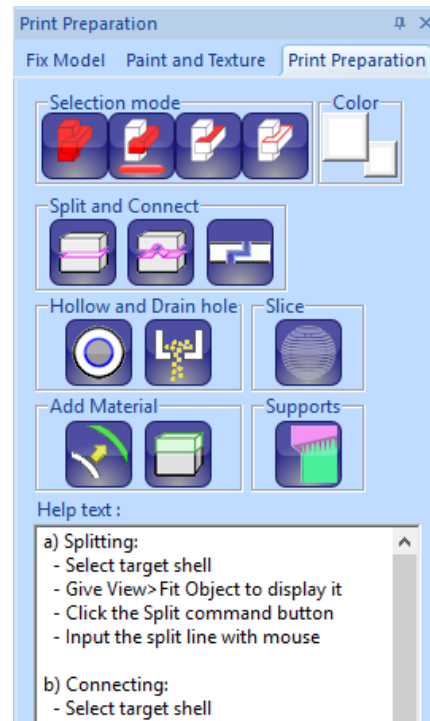 Print Preparation
Fix Model Paint and Texture Print Preparation
Selection mode Color
Split and Connect
Hollow and Drain hole Slice
Add Material Supports
Help text :
a) Splitting:
- Select target shell
- Give View>Fit Object to display it
- Click the Split command button
- Input the split line with mouse
b) Connecting:
- Select target shell